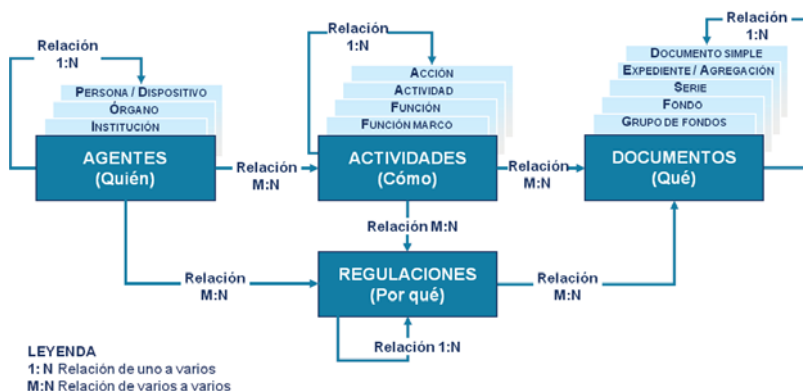 Relación
1:N
PERSONA / DISPOSITIVO
ÓRGANO
INSTITUCIÓN
AGENTES
(Quién)
Relación
M:N
Relación
1:N
ACCIÓN
ACTIVIDAD
FUNCIÓN
FUNCIÓN MARCO
ACTIVIDADES
(Cómo)
Relación
M:N
Relación
1:N
DOCUMENTO SIMPLE
EXPEDIENTE / AGREGACIÓN
SERIE
FONDO
GRUPO DE FONDOS
DOCUMENTOS
(Qué)
Relación M:N
Relación
M:N
REGULACIONES
(Por qué)
Relación
M:N
Relación 1:N
LEYENDA
1: N Relación de uno a varios
M:N Relación de varios a varios